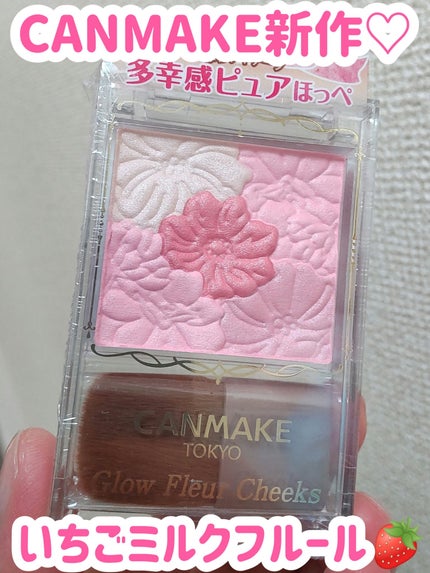 CANMAKE新作♡
多幸感ピュアほっぺ
CANMAKE
TOKYO
Glow Fleur Cheeks
いちごミルクフルール🍓